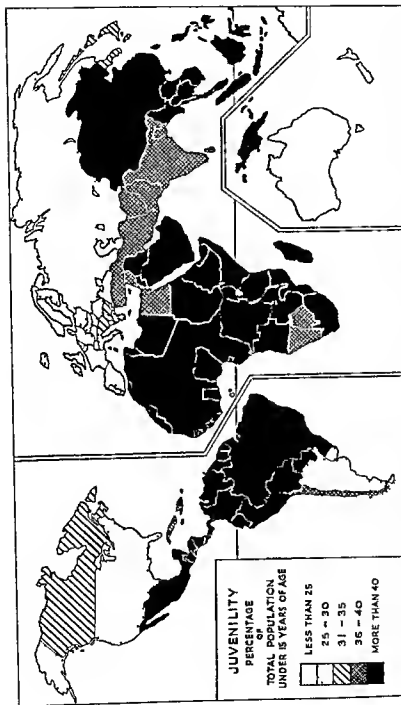 JUVENILITY
PERCENTAGE
OF
TOTAL POPULATION
UNDER 15 YEARS OF AGE
LESS THAN 25
25 – 30
31 – 35
36 – 40
MORE THAN 40